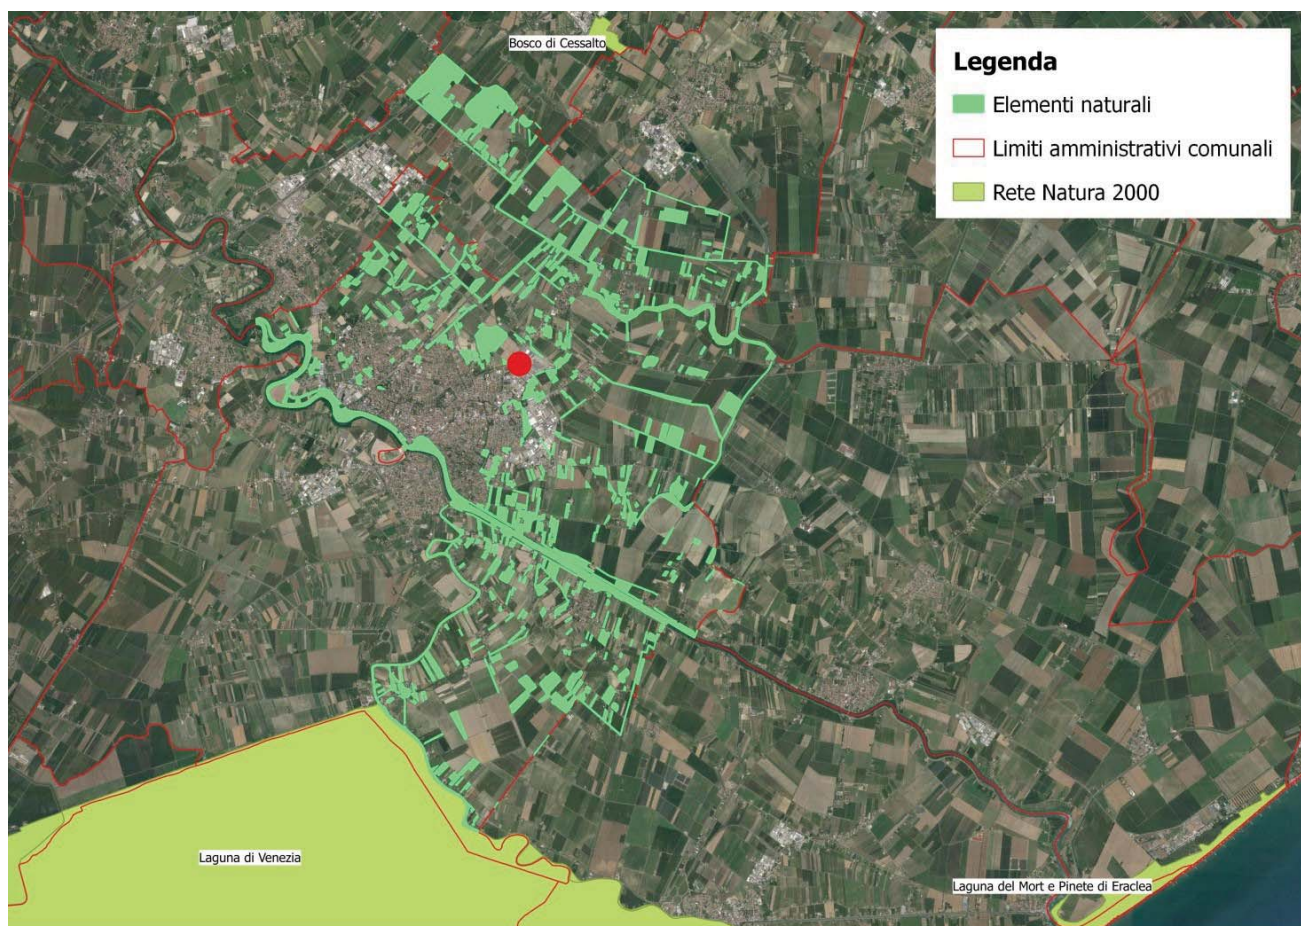 Bosco di Cessalto
Legenda
Elementi naturali
Limiti amministrativi comunali
Rete Natura 2000
Laguna di Venezia
Laguna del Mort e Pinete di Eraclea